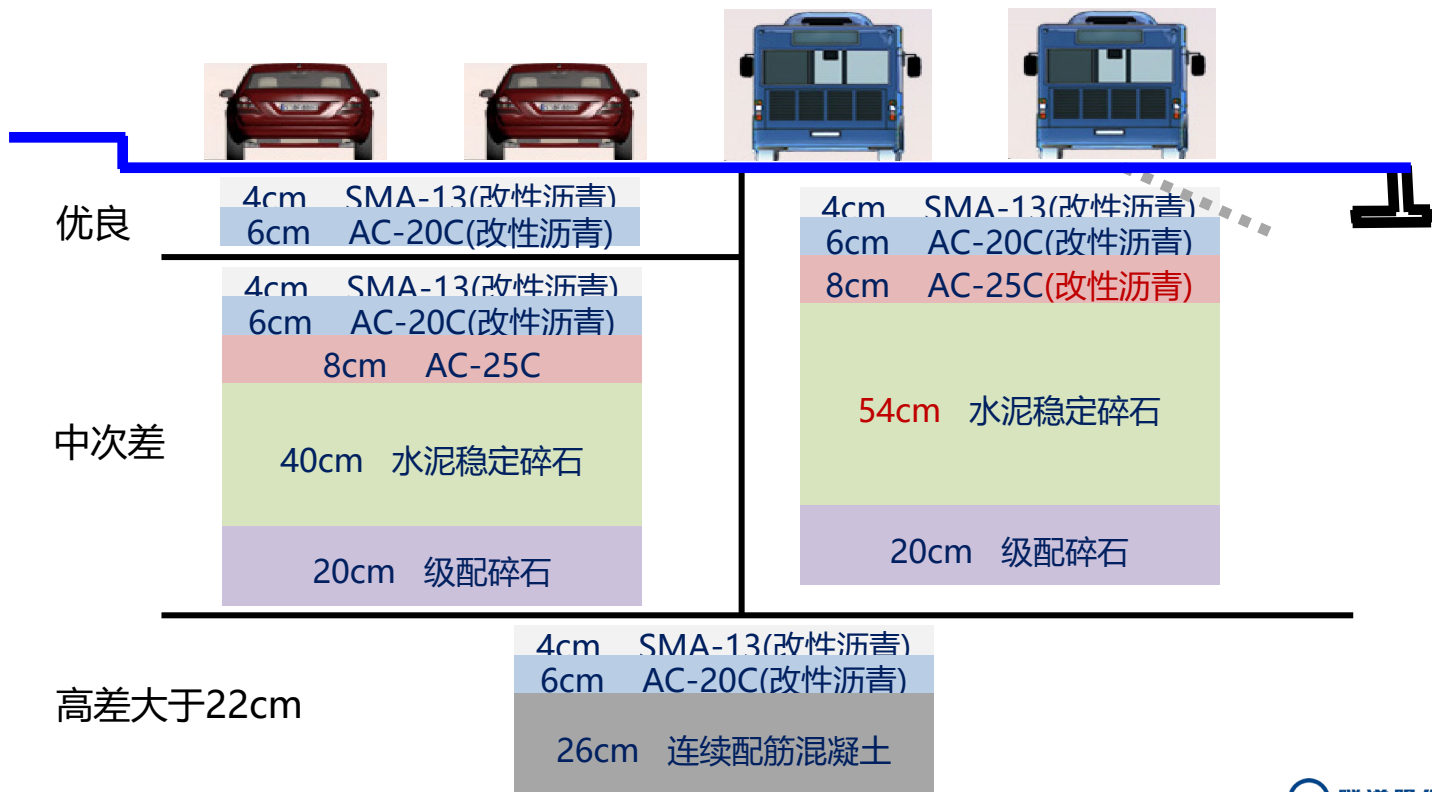 优良
4cm SMA-13(改性沥青)
6cm AC-20C(改性沥青)
中次差
4cm SMA-13(改性沥青)
6cm AC-20C(改性沥青)
8cm AC-25C
40cm 水泥稳定碎石
20cm 级配碎石
4cm SMA-13(改性沥青)
6cm AC-20C(改性沥青)
8cm AC-25C(改性沥青)
54cm 水泥稳定碎石
20cm 级配碎石
高差大于22cm
4cm SMA-13(改性沥青)
6cm AC-20C(改性沥青)
26cm 连续配筋混凝土